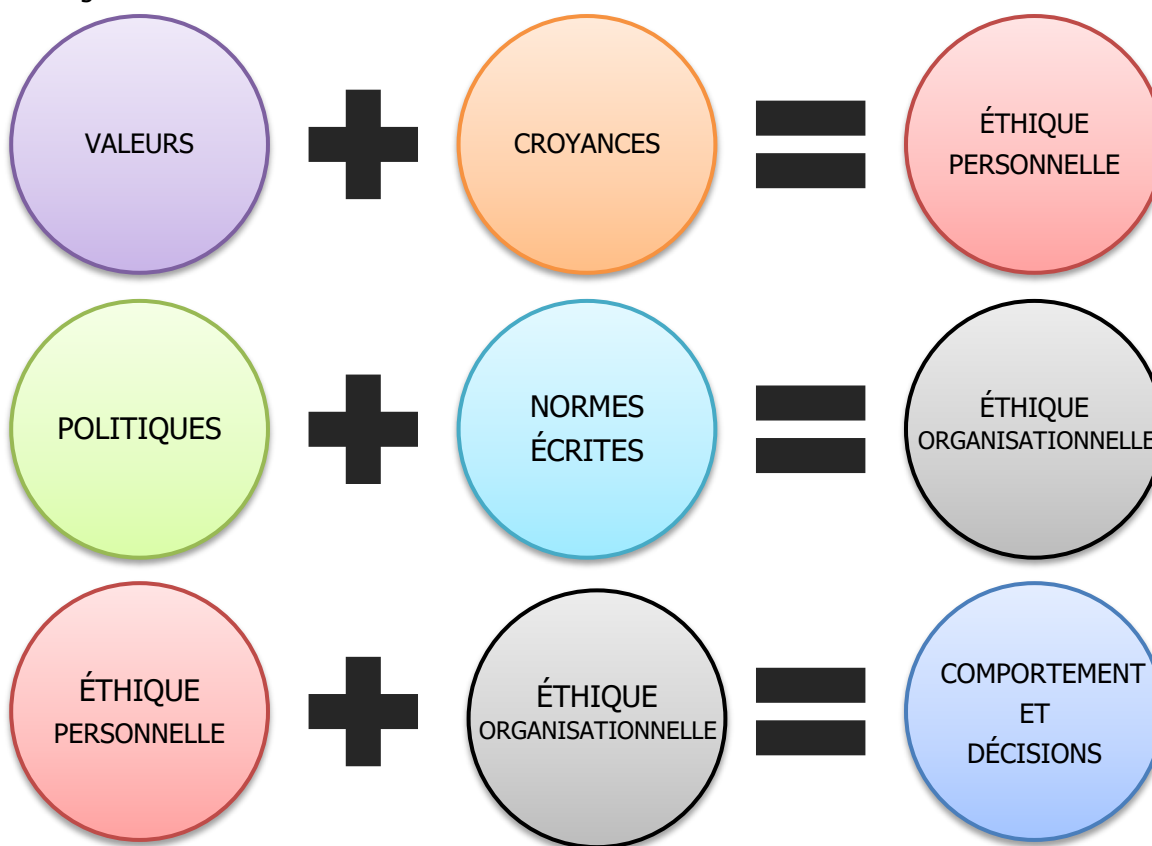 VALEURS
CROYANCES
ÉTHIQUE
PERSONNELLE
POLITIQUES
NORMES
ÉCRITES
ÉTHIQUE
ORGANISATIONNELLE
ÉTHIQUE
PERSONNELLE
ÉTHIQUE
ORGANISATIONNELLE
COMPORTEMENT
ET
DÉCISIONS